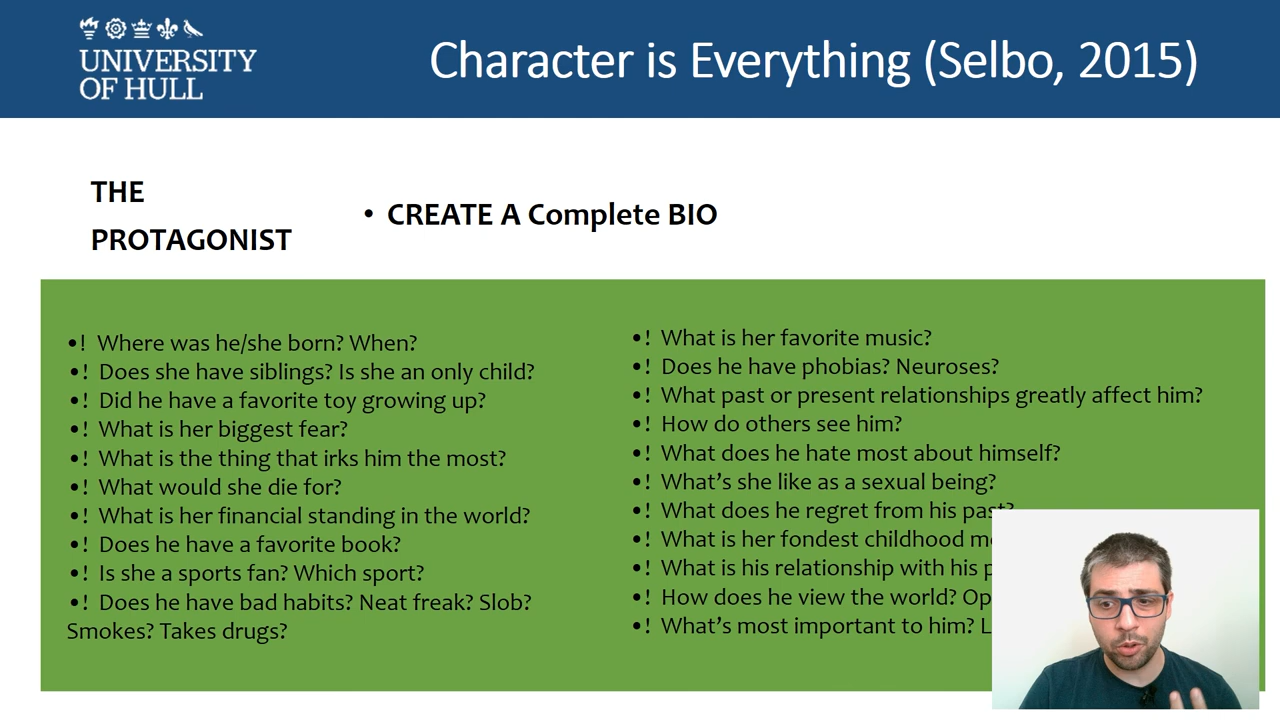 UNIVERSITY
OF HULL
Character is Everything (Selbo, 2015)
THE
PROTAGONIST
• CREATE A Complete BIO
•! Where was he/she born? When?
•! Does she have siblings? Is she an only child?
•! Did he have a favorite toy growing up?
•! What is her biggest fear?
•! What is the thing that irks him the most?
•! What would she die for?
•! What is her financial standing in the world?
•! Does he have a favorite book?
•! Is she a sports fan? Which sport?
•! Does he have bad habits? Neat freak? Slob?
Smokes? Takes drugs?
•! What is her favorite music?
•! Does he have phobias? Neuroses?
•! What past or present relationships greatly affect him?
•! How do others see him?
•! What does he hate most about himself?
•! What’s she like as a sexual being?
•! What does he regret from his past?
•! What is her fondest childhood
•! What is his relationship with his
•! How does he view the world?
•! What’s most important to him?